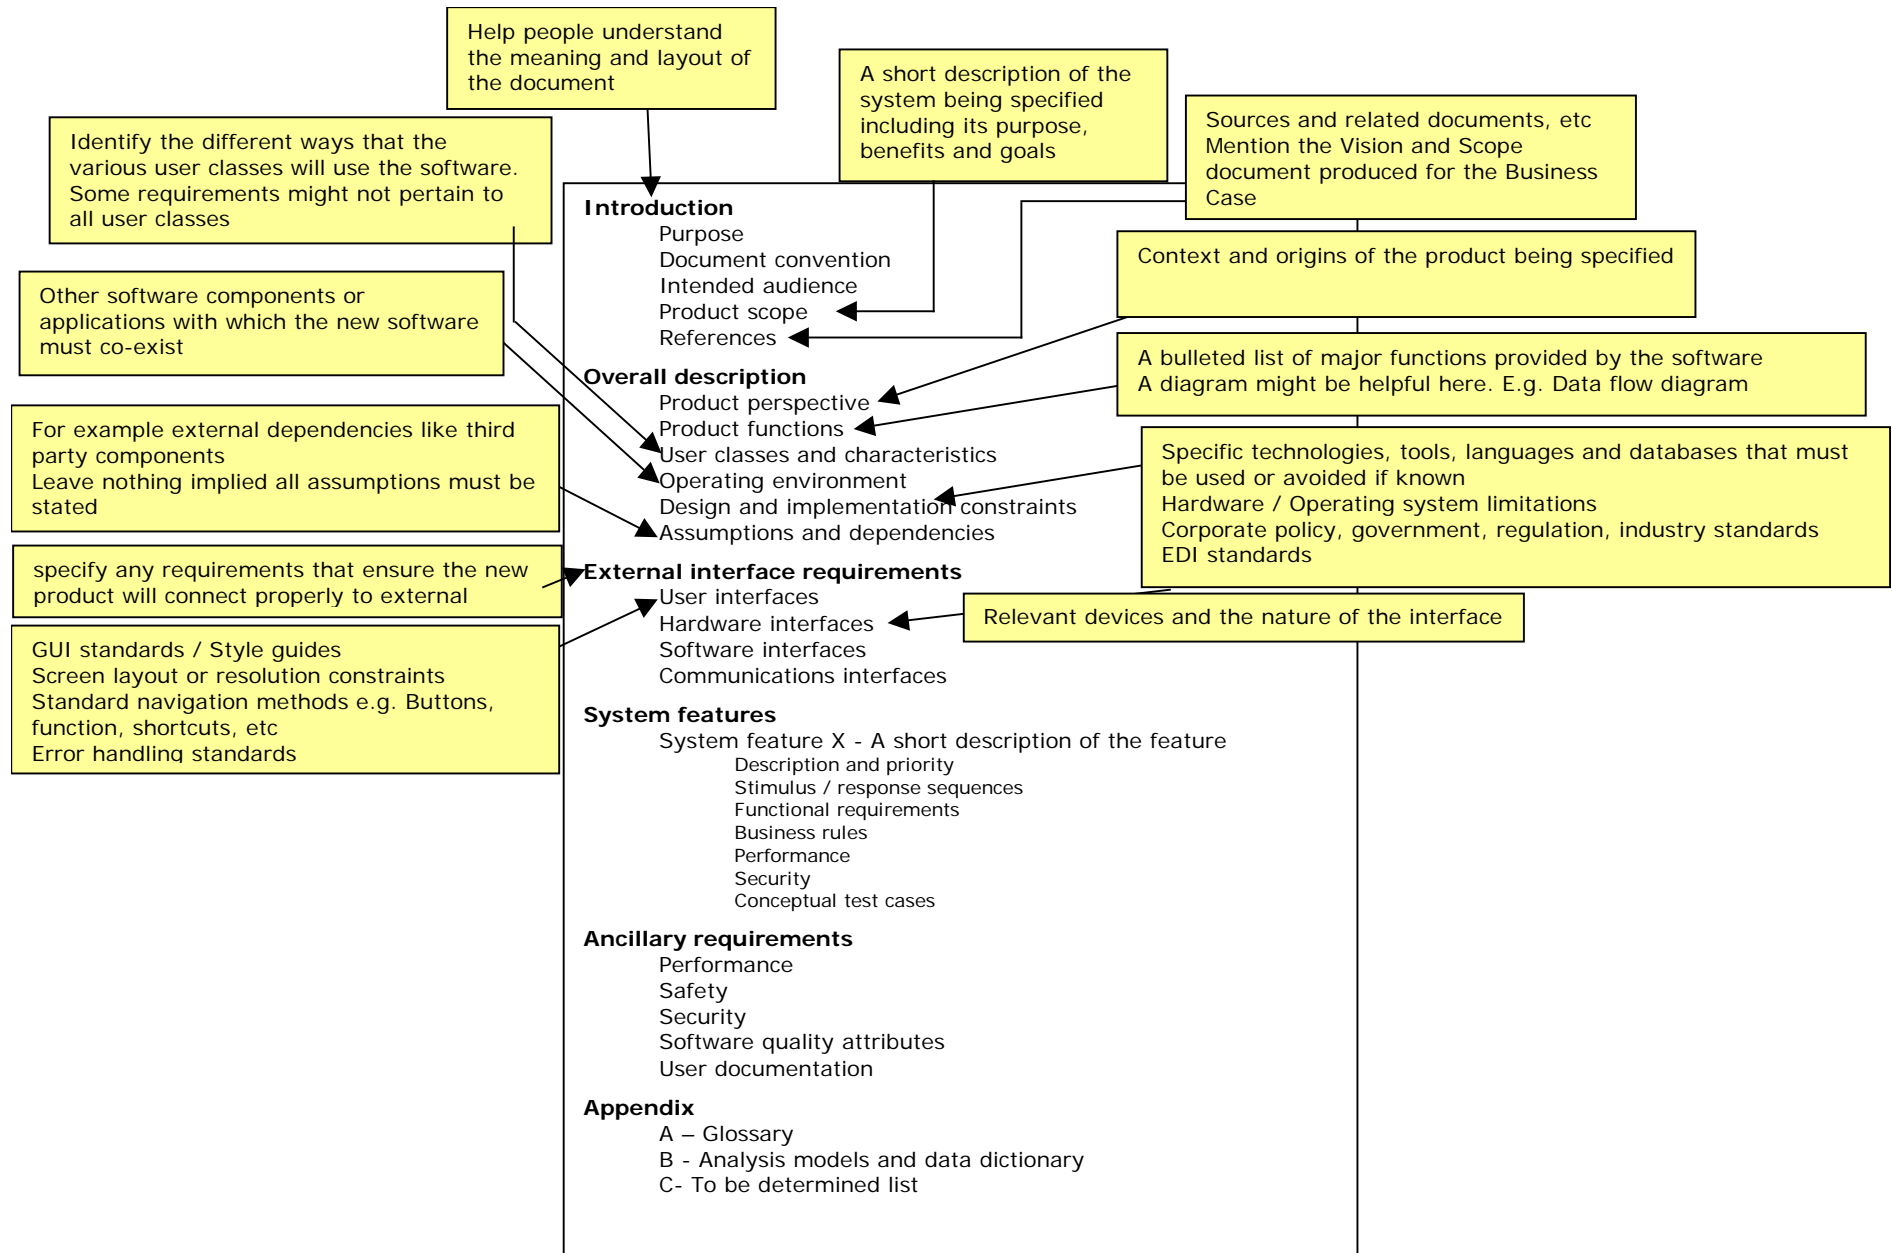 Help people understand
the meaning and layout of
the document
A short description of the
system being specified
including its purpose,
benefits and goals
Sources and related documents, etc
Mention the Vision and Scope
document produced for the Business
Case
Identify the different ways that the
various user classes will use the software.
Some requirements might not pertain to
all user classes
Other software components or
applications with which the new software
must co-exist
For example external dependencies like third
party components
Leave nothing implied all assumptions must be
stated
specify any requirements that ensure the new
product will connect properly to external
GUI standards / Style guides
Screen layout or resolution constraints
Standard navigation methods e.g. Buttons,
function, shortcuts, etc
Error handling standards
Context and origins of the product being specified
A bulleted list of major functions provided by the software
A diagram might be helpful here. E.g. Data flow diagram
Specific technologies, tools, languages and databases that must
be used or avoided if known
Hardware / Operating system limitations
Corporate policy, government, regulation, industry standards
EDI standards
Relevant devices and the nature of the interface
Introduction
Purpose
Document convention
Intended audience
Product scope
References
Overall description
Product perspective
Product functions
User classes and characteristics
Operating environment
Design and implementation constraints
Assumptions and dependencies
External interface requirements
User interfaces
Hardware interfaces
Software interfaces
Communications interfaces
System features
System feature X - A short description of the feature
Description and priority
Stimulus / response sequences
Functional requirements
Business rules
Performance
Security
Conceptual test cases
Ancillary requirements
Performance
Safety
Security
Software quality attributes
User documentation
Appendix
A – Glossary
B - Analysis models and data dictionary
C- To be determined list